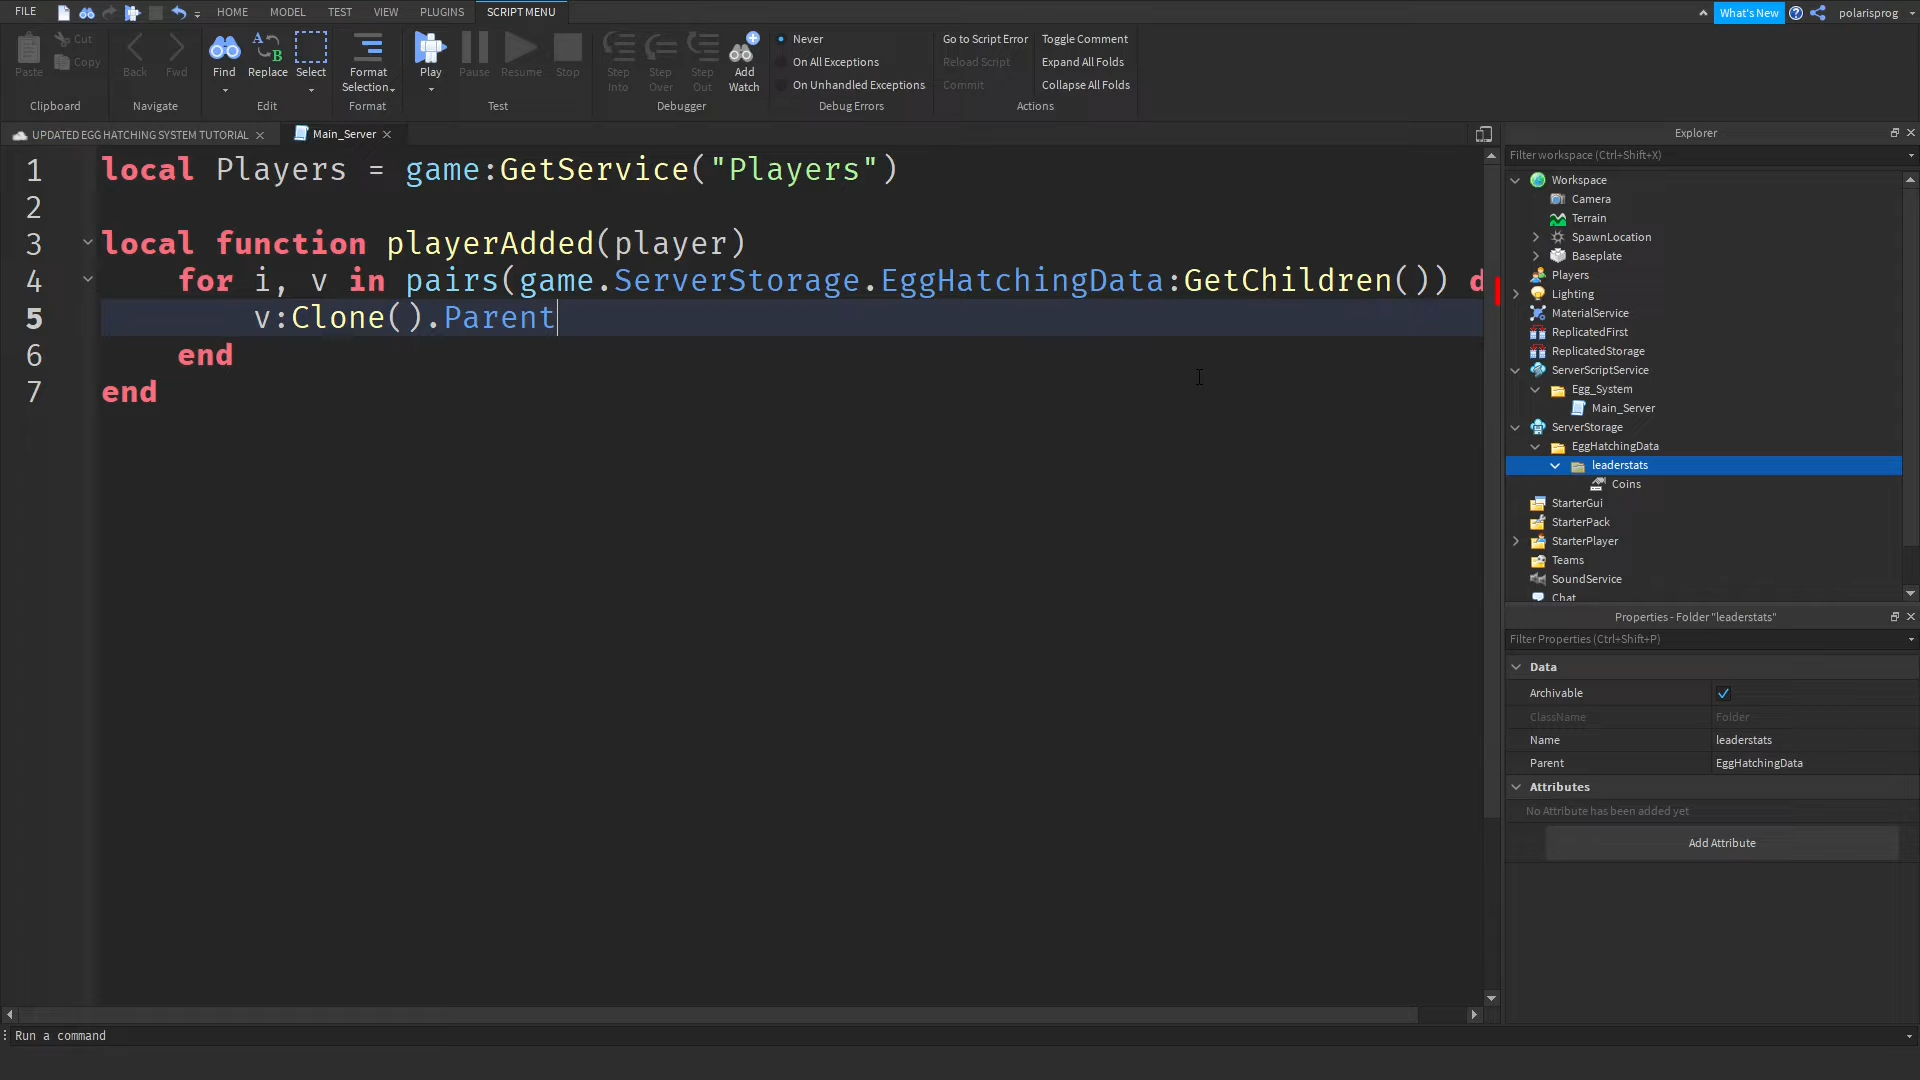 FILE HOME MODEL TEST VIEW PLUGINS SCRIPT MENU What's New polarisprog
Paste Cut Copy Back Fwd Find Replace Select Format Selection Play Pause Resume Stop Step Into Step Over Step Out Add Watch
Never Go to Script Error Toggle Comment
On All Exceptions Reload Script Expand All Folds
On Unhandled Exceptions Commit Collapse All Folds
Clipboard Navigate Edit Format Test Debugger Debug Errors Actions
UPDATED EGG HATCHING SYSTEM TUTORIAL Main_Server
1 local Players = game:GetService("Players")
2
3 local function playerAdded(player)
4 for i, v in pairs(game.ServerStorage.EggHatchingData:GetChildren()) d
5 v:Clone().Parent
6 end
7 end
Run a command
Explorer
Filter workspace (Ctrl+Shift+X)
Workspace
Camera
Terrain
SpawnLocation
Baseplate
Players
Lighting
MaterialService
ReplicatedFirst
ReplicatedStorage
ServerScriptService
Egg_System
Main_Server
ServerStorage
EggHatchingData
leaderstats
Coins
StarterGui
StarterPack
StarterPlayer
Teams
SoundService
Chat
Properties - Folder "leaderstats"
Filter Properties (Ctrl+Shift+P)
Data
Archivable
ClassName Folder
Name leaderstats
Parent EggHatchingData
Attributes
No Attribute has been added yet
Add Attribute